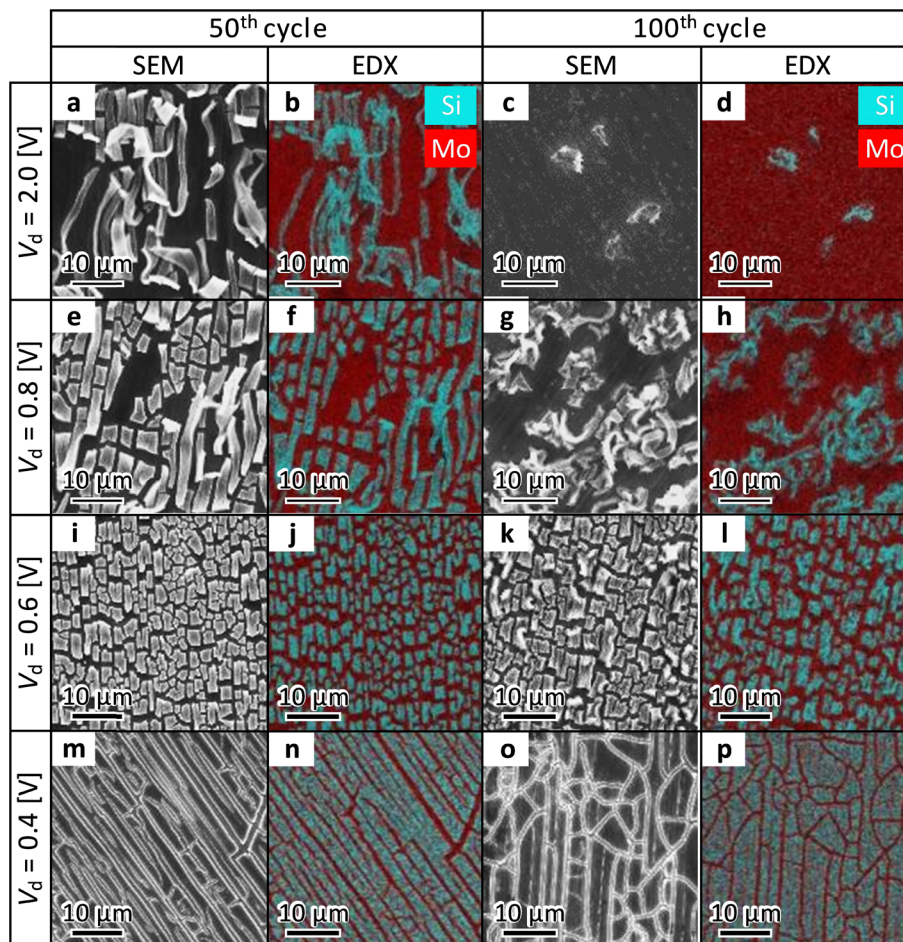 50th cycle 100th cycle
SEM EDX SEM EDX
Vd = 2.0 [V]
a b Si c d Si
Mo Mo
10 µm 10 µm 10 µm 10 µm
Vd = 0.8 [V]
e f g h
10 µm 10 µm 10 µm 10 µm
Vd = 0.6 [V]
i j k l
10 µm 10 µm 10 µm 10 µm
Vd = 0.4 [V]
m n o p
10 µm 10 µm 10 µm 10 µm